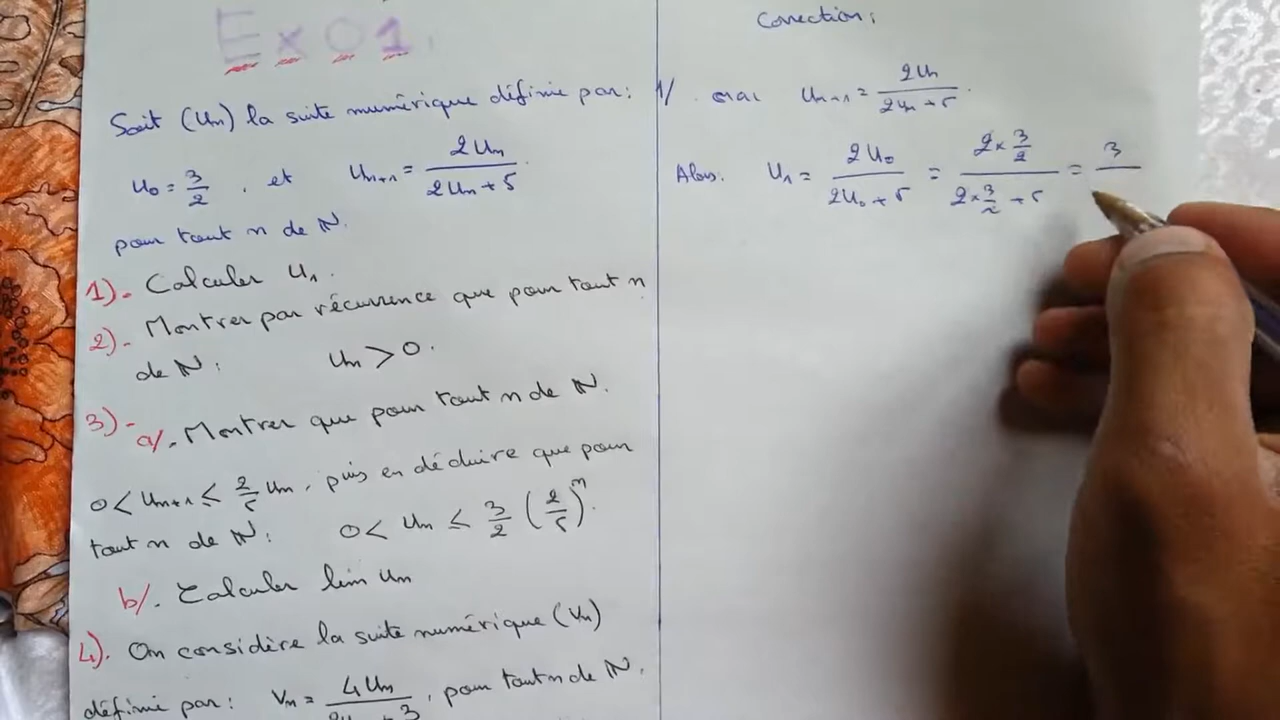 Ex 01.
Soit (Un) la suite numérique définie par:
U0 = 3/2 , et Un+1 = 2Un / (2Un + 5)
pour tout n de ℕ.
1)- Calculer U1.
2)- Montrer par récurrence que pour tout n
de ℕ: Un > 0.
3)-
a/. Montrer que pour tout n de ℕ.
0 < Un+1 ≤ 2/5 Un, puis en déduire que pour
tout n de ℕ: 0 < Un ≤ 3/2 (2/5)^n.
b/. Calculer lim Un
4). On considère la suite numérique (Vn)
définie par: Vn = 4Un / , pour tout n de ℕ.
Correction:
1/ . Un+1 = 2Un / (2Un + 5).
Alors: U1 = 2U0 / (2U0 + 5) = (2 × 3/2) / (2 × 3/2 + 5) = 3 /